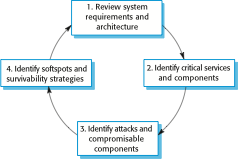 1. Review system
requirements and
architecture
2. Identify critical services
and components
3. Identify attacks and
compromisable
components
4. Identify softspots and
survivability strategies